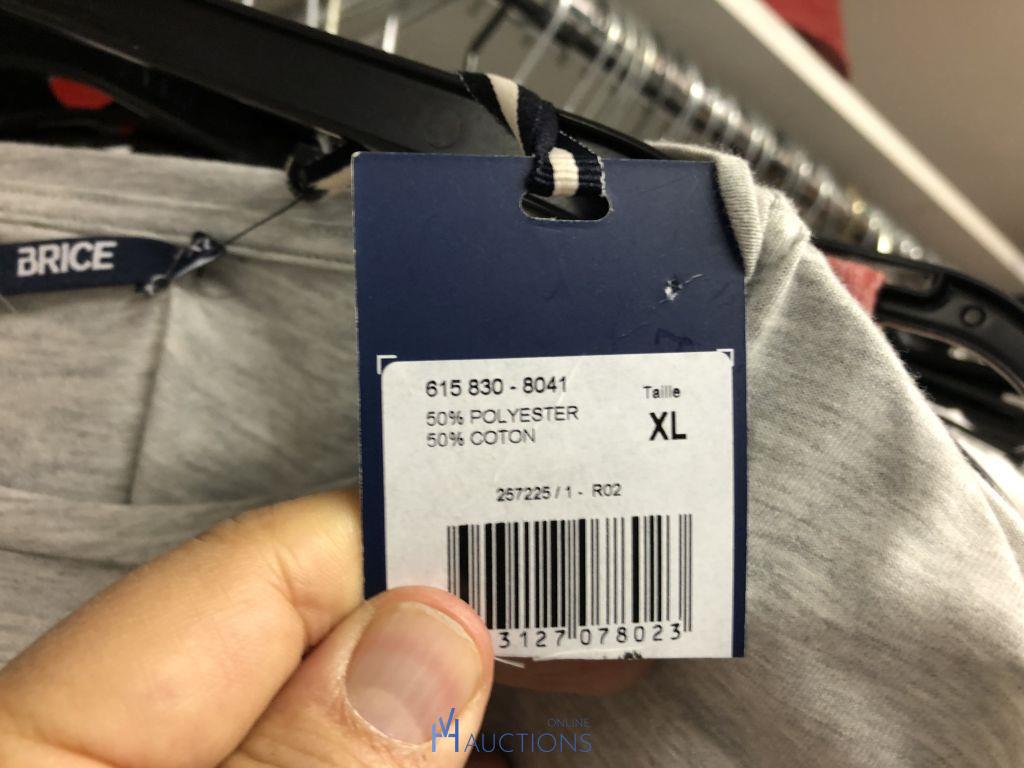 BRICE
615 830 - 8041
Taille
50% POLYESTER
XL
50% COTON
257225 / 1 - R02
3127 078023
ONLINE
AUCTIONS